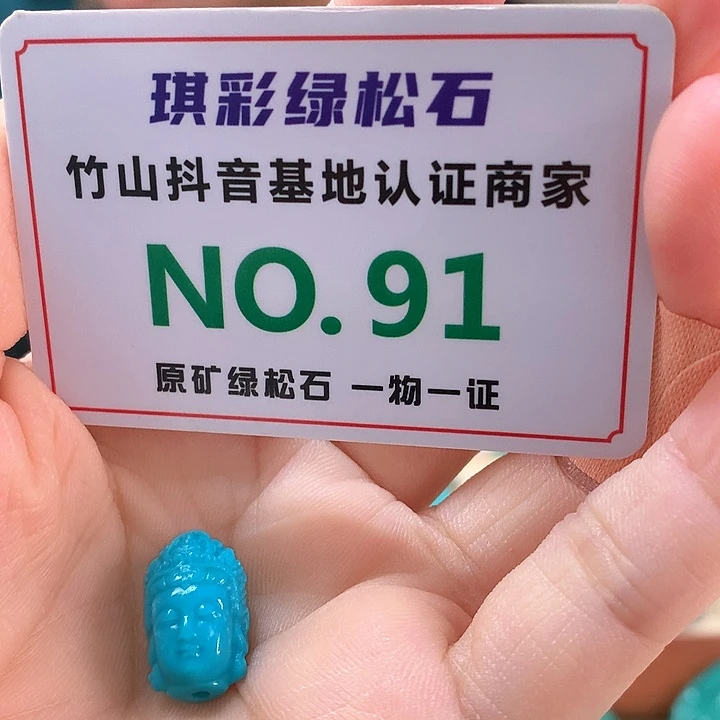 琪彩绿松石
竹山抖音基地认证商家
NO.91
原矿绿松石 一物一证